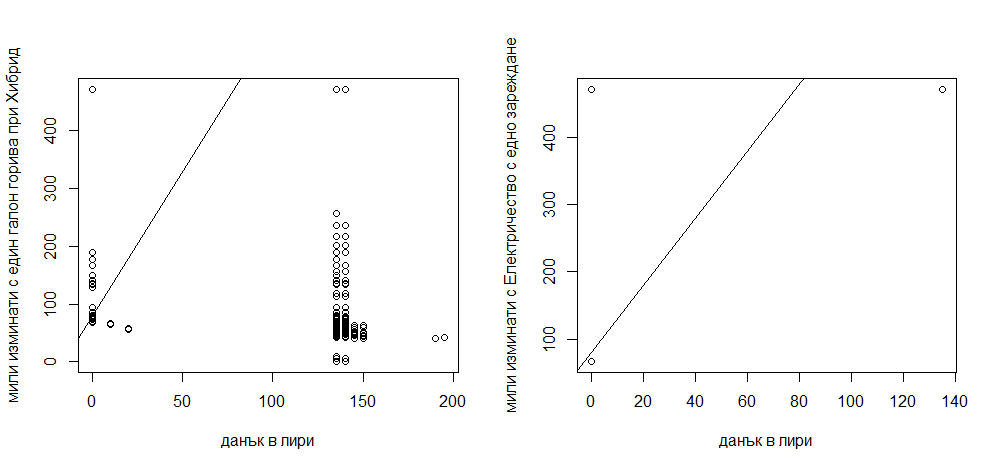 мили изминати с един галон горива при Хибрид
400
300
200
100
0
0 50 100 150 200
данък в лири
мили изминати с Електричество с едно зареждане
400
300
200
100
0 20 40 60 80 100 120 140
данък в лири